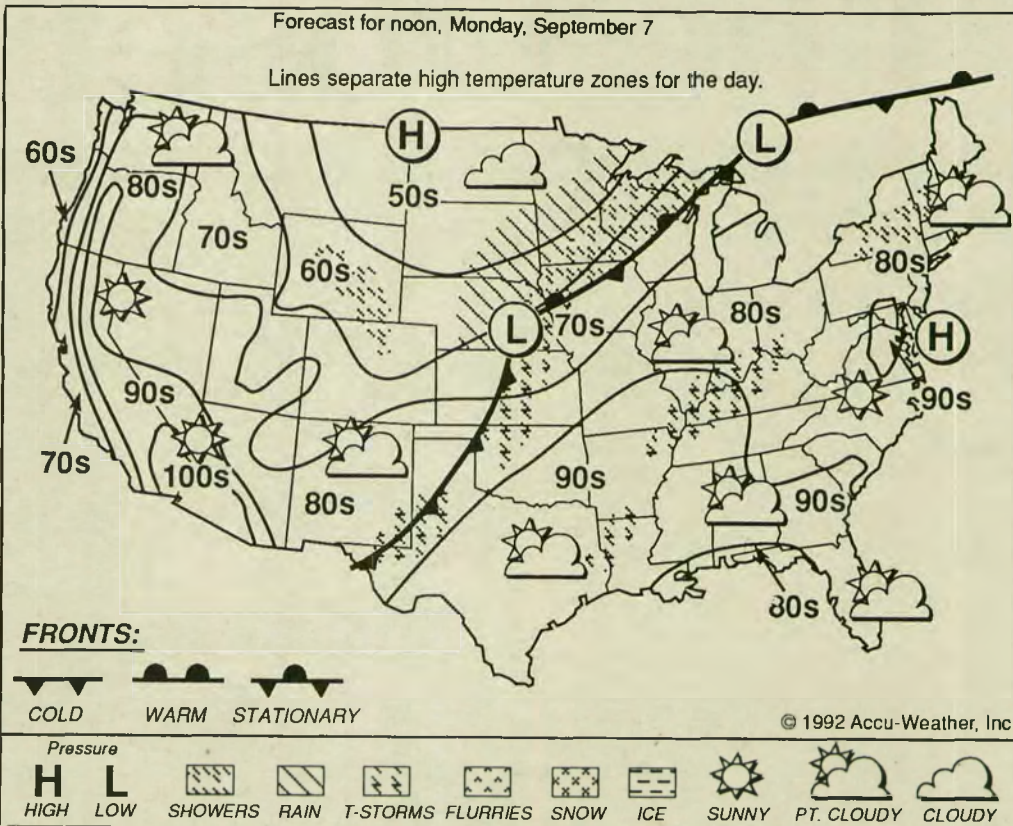 Forecast for noon, Monday, September 7
Lines separate high temperature zones for the day.
H
L
60s
80s
50s
70s
60s
80s
L
70s
80s
H
90s
90s
70s
100s
80s
90s
90s
80s
FRONTS:
COLD WARM STATIONARY
© 1992 Accu-Weather, Inc
Pressure
H L
HIGH LOW SHOWERS RAIN T-STORMS FLURRIES SNOW ICE SUNNY PT. CLOUDY CLOUDY